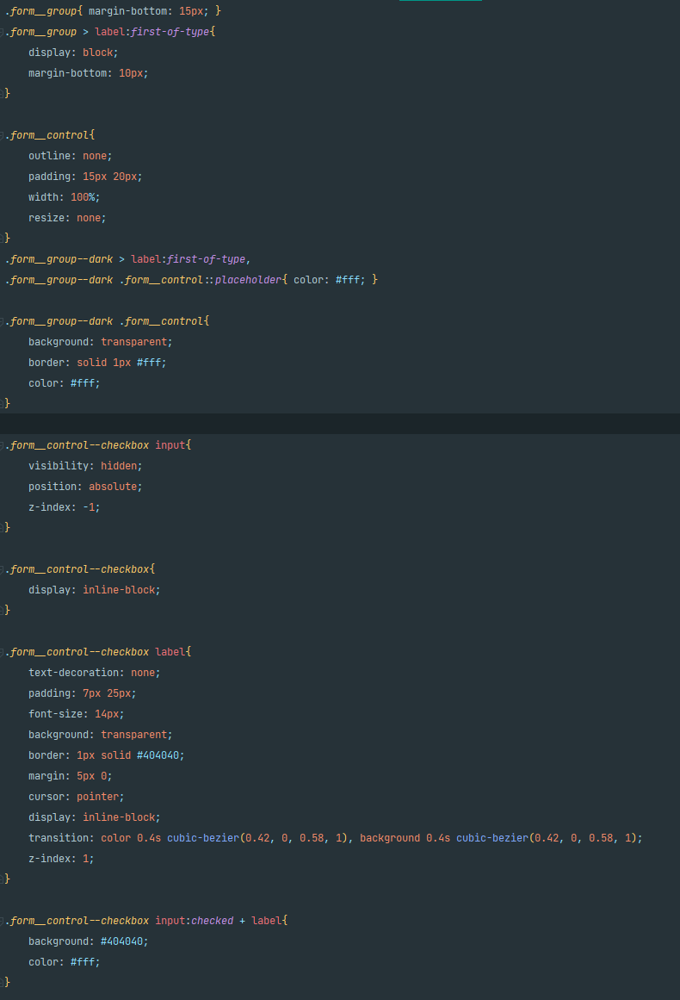 .form__group{ margin-bottom: 15px; }
.form__group > label:first-of-type{
    display: block;
    margin-bottom: 10px;
}

.form__control{
    outline: none;
    padding: 15px 20px;
    width: 100%;
    resize: none;
}
.form__group--dark > label:first-of-type,
.form__group--dark .form__control::placeholder{ color: #fff; }

.form__group--dark .form__control{
    background: transparent;
    border: solid 1px #fff;
    color: #fff;
}

.form__control--checkbox input{
    visibility: hidden;
    position: absolute;
    z-index: -1;
}

.form__control--checkbox{
    display: inline-block;
}

.form__control--checkbox label{
    text-decoration: none;
    padding: 7px 25px;
    font-size: 14px;
    background: transparent;
    border: 1px solid #404040;
    margin: 5px 0;
    cursor: pointer;
    display: inline-block;
    transition: color 0.4s cubic-bezier(0.42, 0, 0.58, 1), background 0.4s cubic-bezier(0.42, 0, 0.58, 1);
    z-index: 1;
}

.form__control--checkbox input:checked + label{
    background: #404040;
    color: #fff;
}